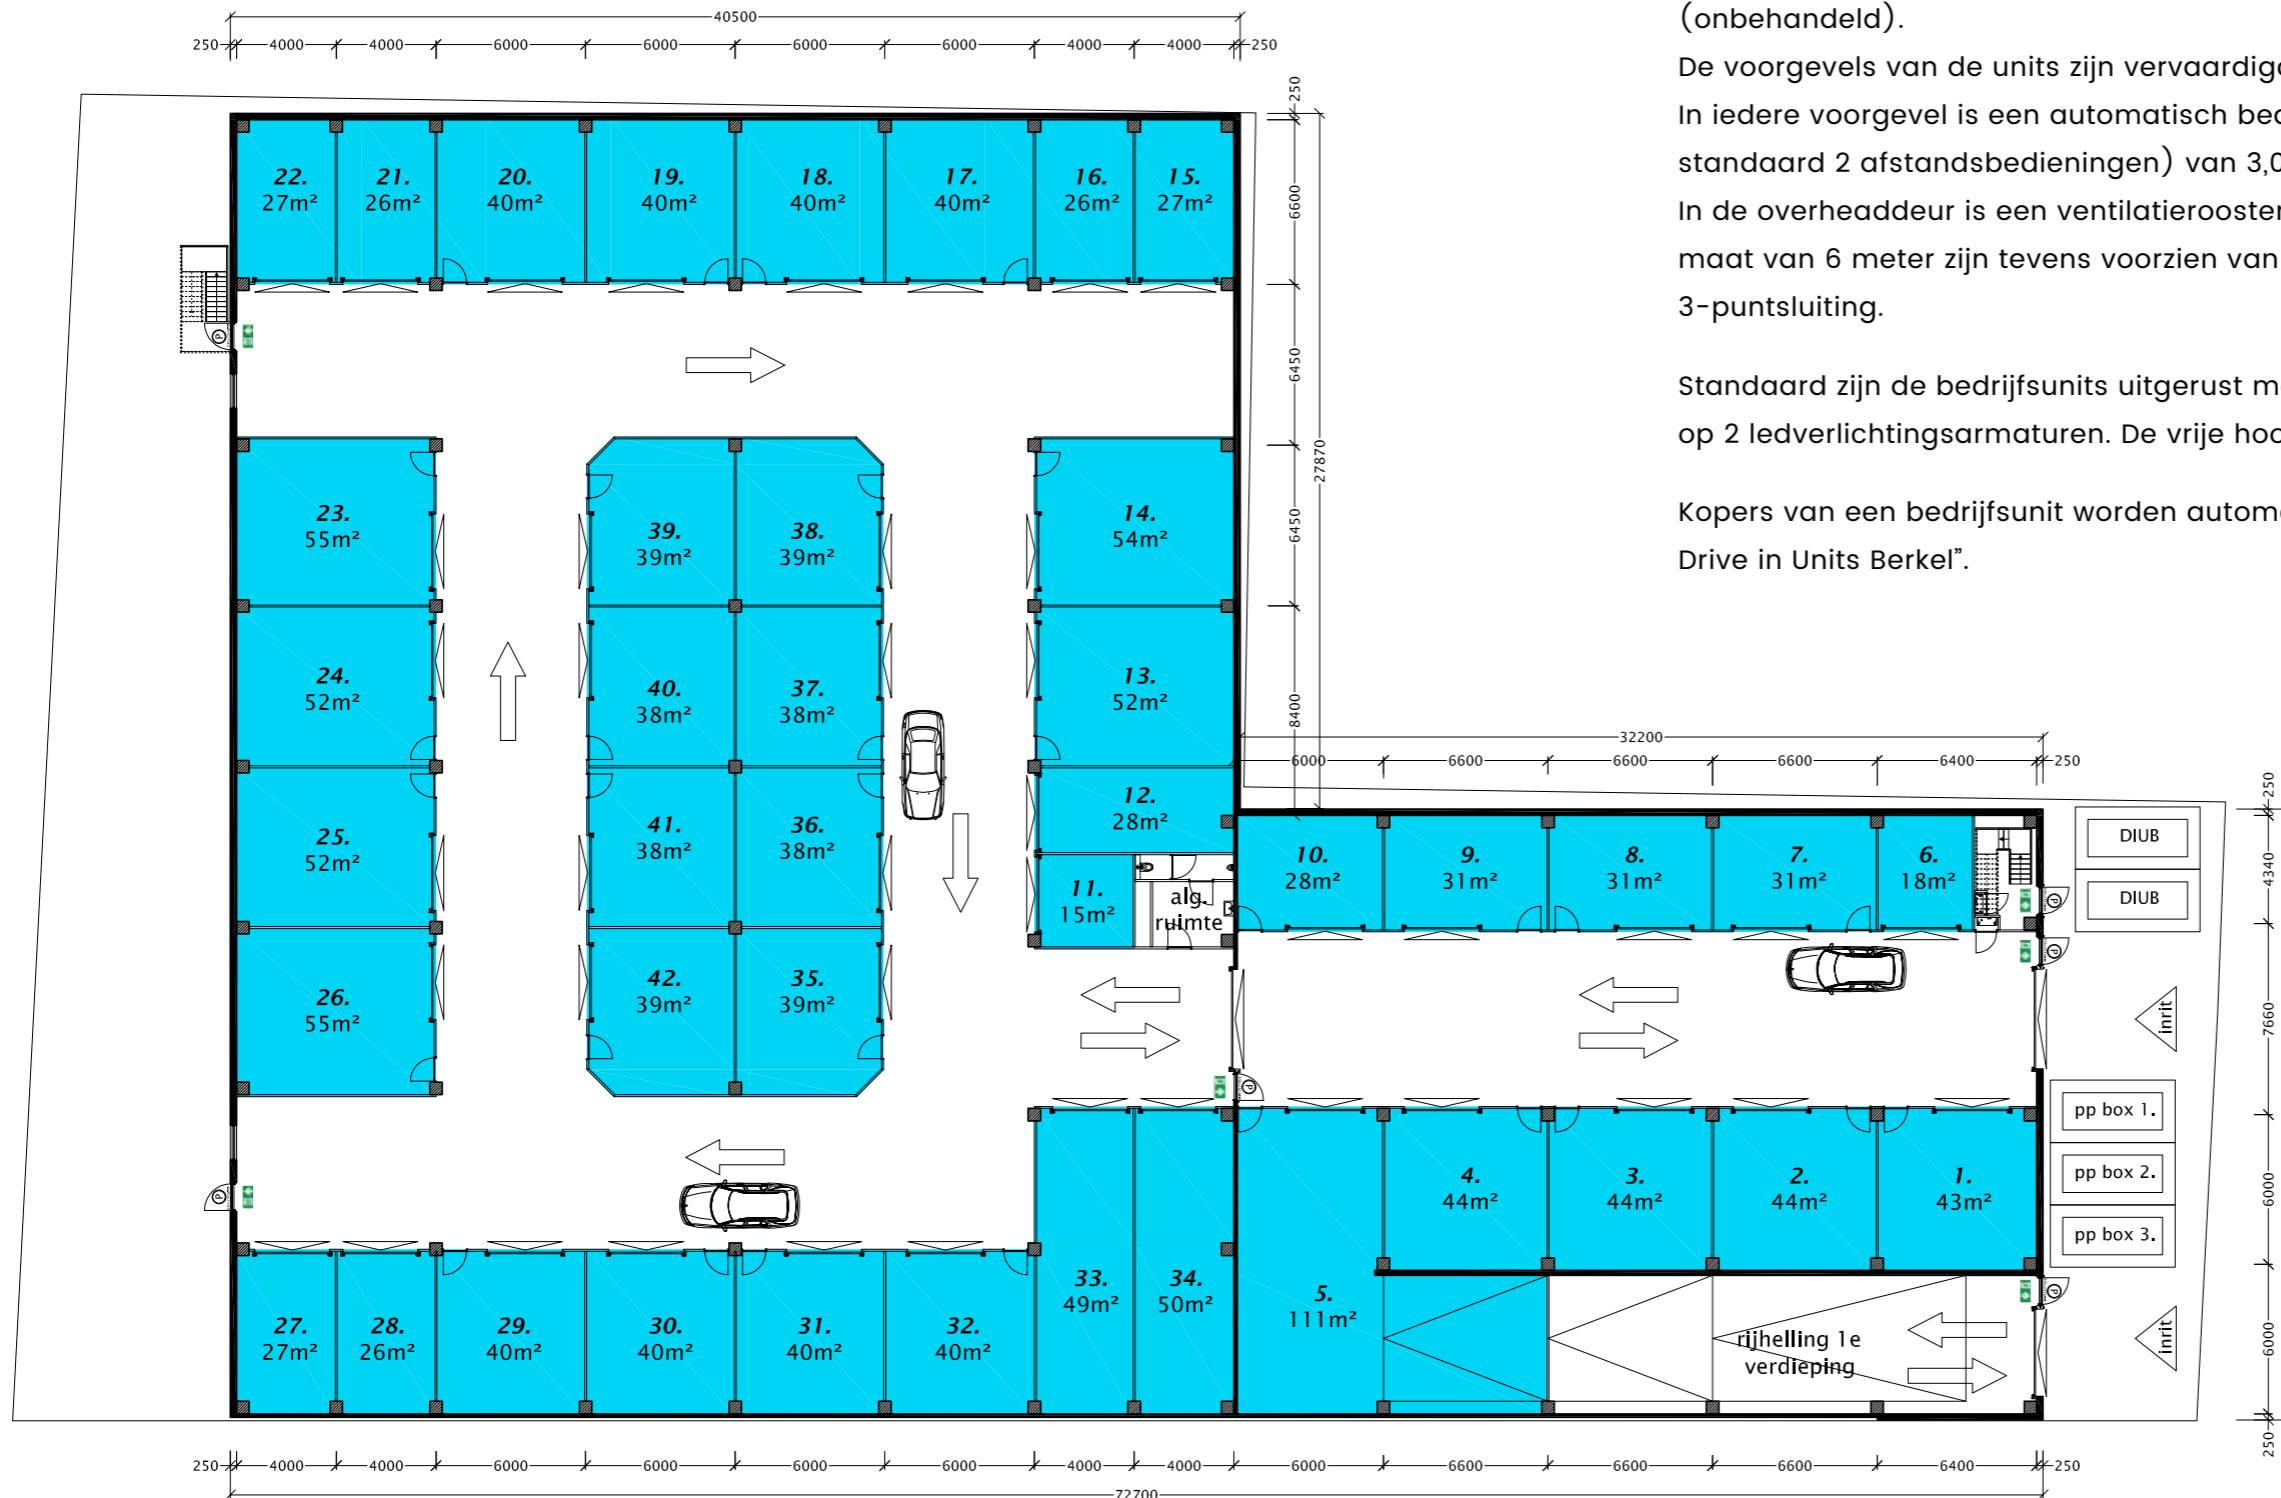 40500
250 4000 4000 6000 6000 6000 6000 4000 4000 250
(onbehandeld).
De voorgevels van de units zijn vervaardig
In iedere voorgevel is een automatisch be
standaard 2 afstandsbedieningen) van 3,0
In de overheaddeur is een ventilatierooster
maat van 6 meter zijn tevens voorzien van
3-puntsluiting.
Standaard zijn de bedrijfsunits uitgerust m
op 2 ledverlichtingsarmaturen. De vrije hoo
Kopers van een bedrijfsunit worden autom
Drive in Units Berkel”.
250
6600
6450
6450
8400
27870
22. 21. 20. 19. 18. 17. 16. 15.
27m² 26m² 40m² 40m² 40m² 40m² 26m² 27m²
P
23.
55m²
39. 38.
39m² 39m²
14.
54m²
24.
52m²
40. 37.
38m² 38m²
13.
52m²
32200
6000 6600 6600 6600 6400 250
25.
52m²
41. 36.
38m² 38m²
12.
28m²
11.
15m²
alg.
ruimte
10. 9. 8. 7. 6.
28m² 31m² 31m² 31m² 18m²
P
P
DIUB
DIUB
250
4340
7660
6000
6000
250
26.
55m²
42. 35.
39m² 39m²
inrit
P
pp box 1.
pp box 2.
pp box 3.
4. 3. 2. 1.
44m² 44m² 44m² 43m²
P
33. 34.
49m² 50m²
5.
111m²
P
rijhelling 1e
verdieping
inrit
27. 28. 29. 30. 31. 32.
27m² 26m² 40m² 40m² 40m² 40m²
250 4000 4000 6000 6000 6000 6000 4000 4000 6000 6600 6600 6600 6400 250
72700